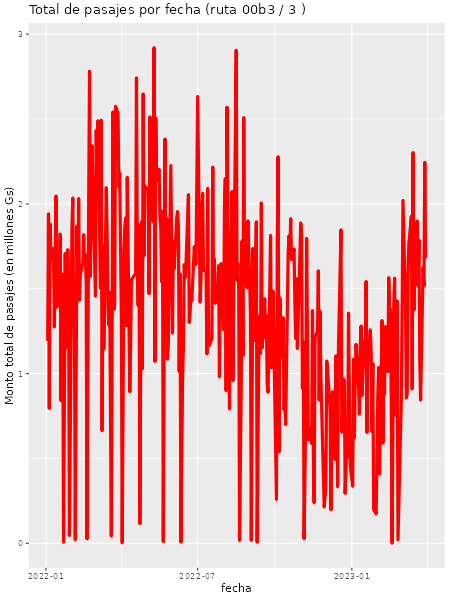 Total de pasajes por fecha (ruta 00b3 / 3 )
Monto total de pasajes (en millones Gs)
3
2
1
0
2022-01
2022-07
2023-01
fecha